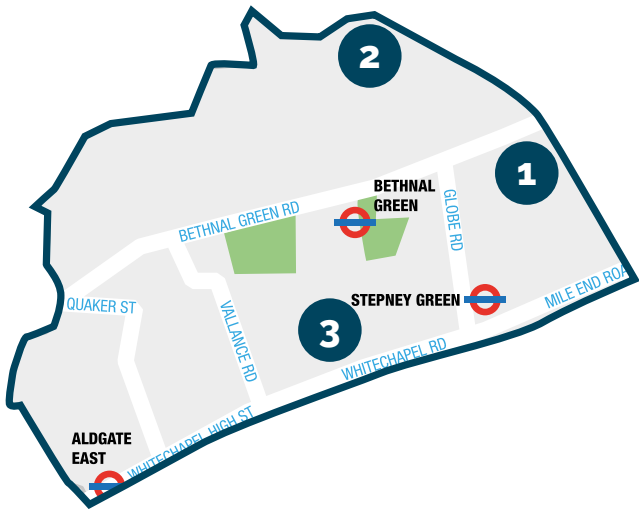 2
1
BETHNAL
GREEN
BETHNAL GREEN RD
GLOBE RD
QUAKER ST
STEPNEY GREEN
MILE END ROA
VALLANCE RD
3
WHITECHAPEL RD
WHITECHAPEL HIGH ST
ALDGATE
EAST